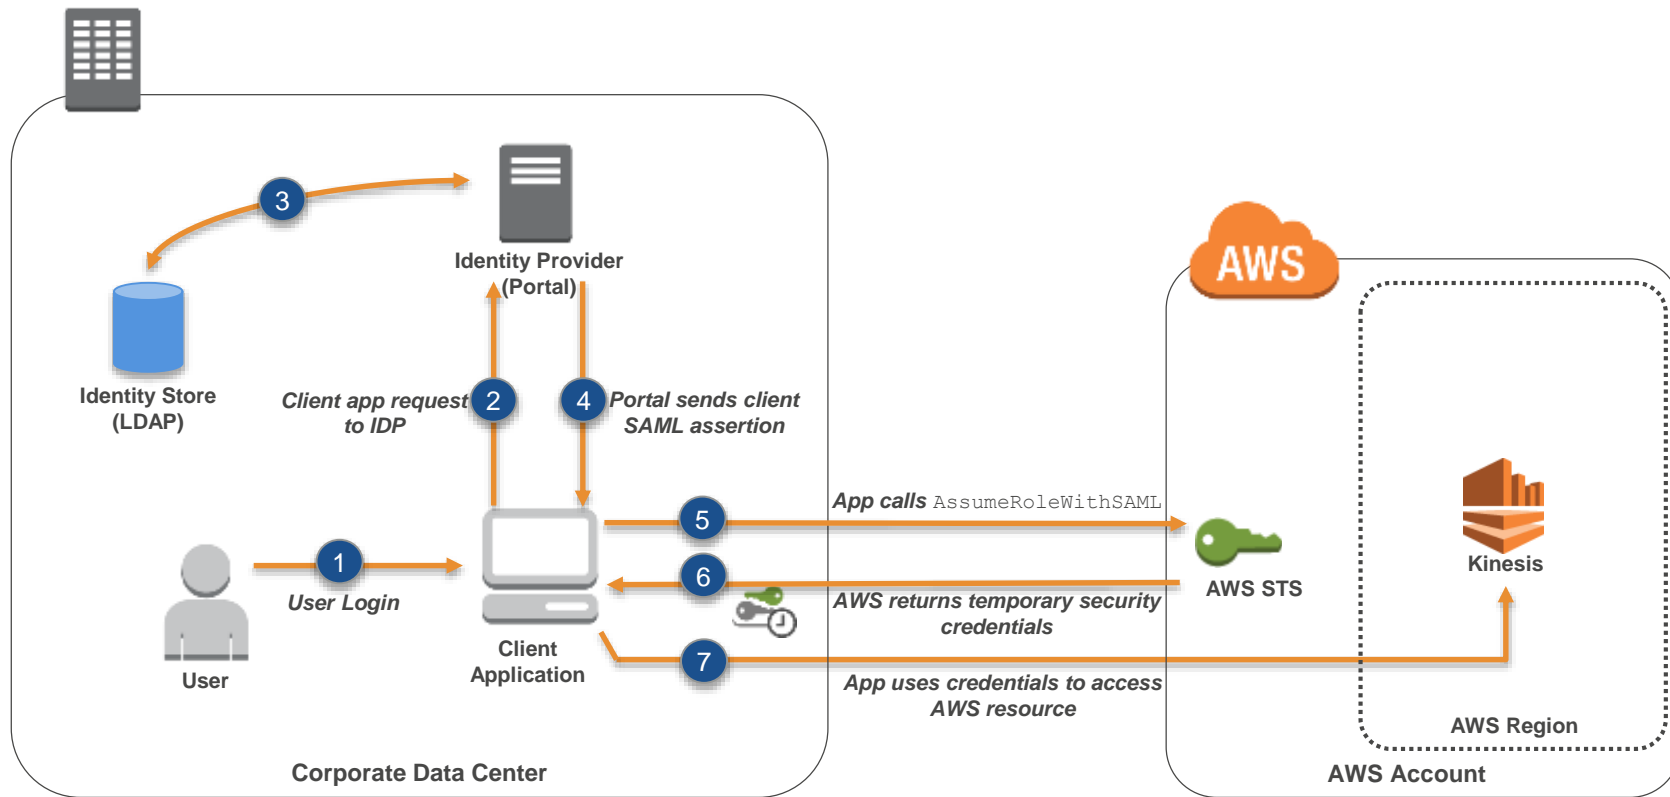 AWS
3
Identity Provider
(Portal)
Identity Store
(LDAP)
Client app request
to IDP
2
4
Portal sends client
SAML assertion
1
User Login
User
Client
Application
5
App calls AssumeRoleWithSAML
6
AWS returns temporary security
credentials
AWS STS
7
App uses credentials to access
AWS resource
Kinesis
AWS Region
Corporate Data Center
AWS Account